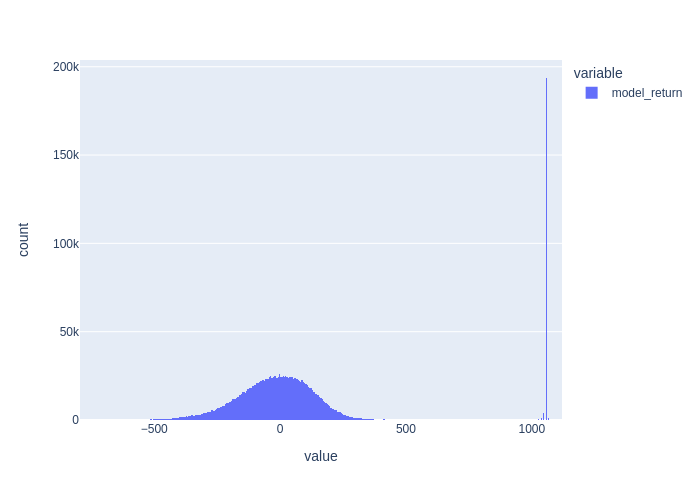 variable
model_return
200k
150k
100k
50k
0
−500
0
500
1000
value
count